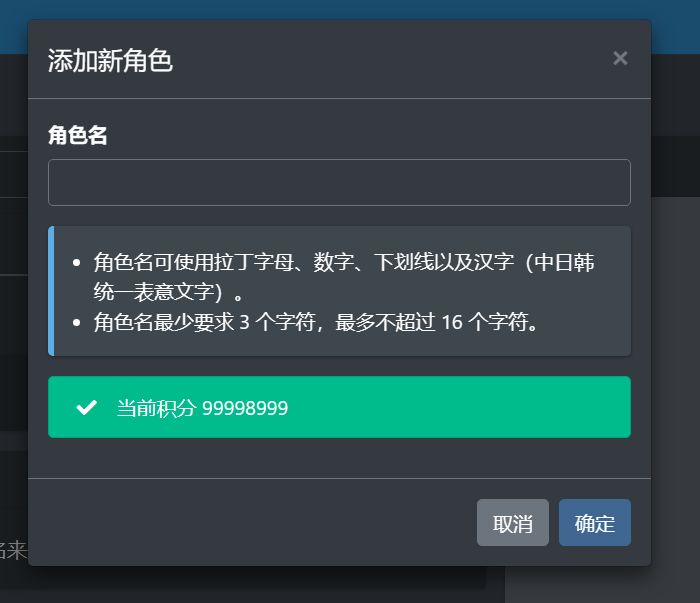 添加新角色
×
角色名
• 角色名可使用拉丁字母、数字、下划线以及汉字（中日韩
统一表意文字）。
• 角色名最少要求 3 个字符，最多不超过 16 个字符。
当前积分 99998999
取消 确定
来